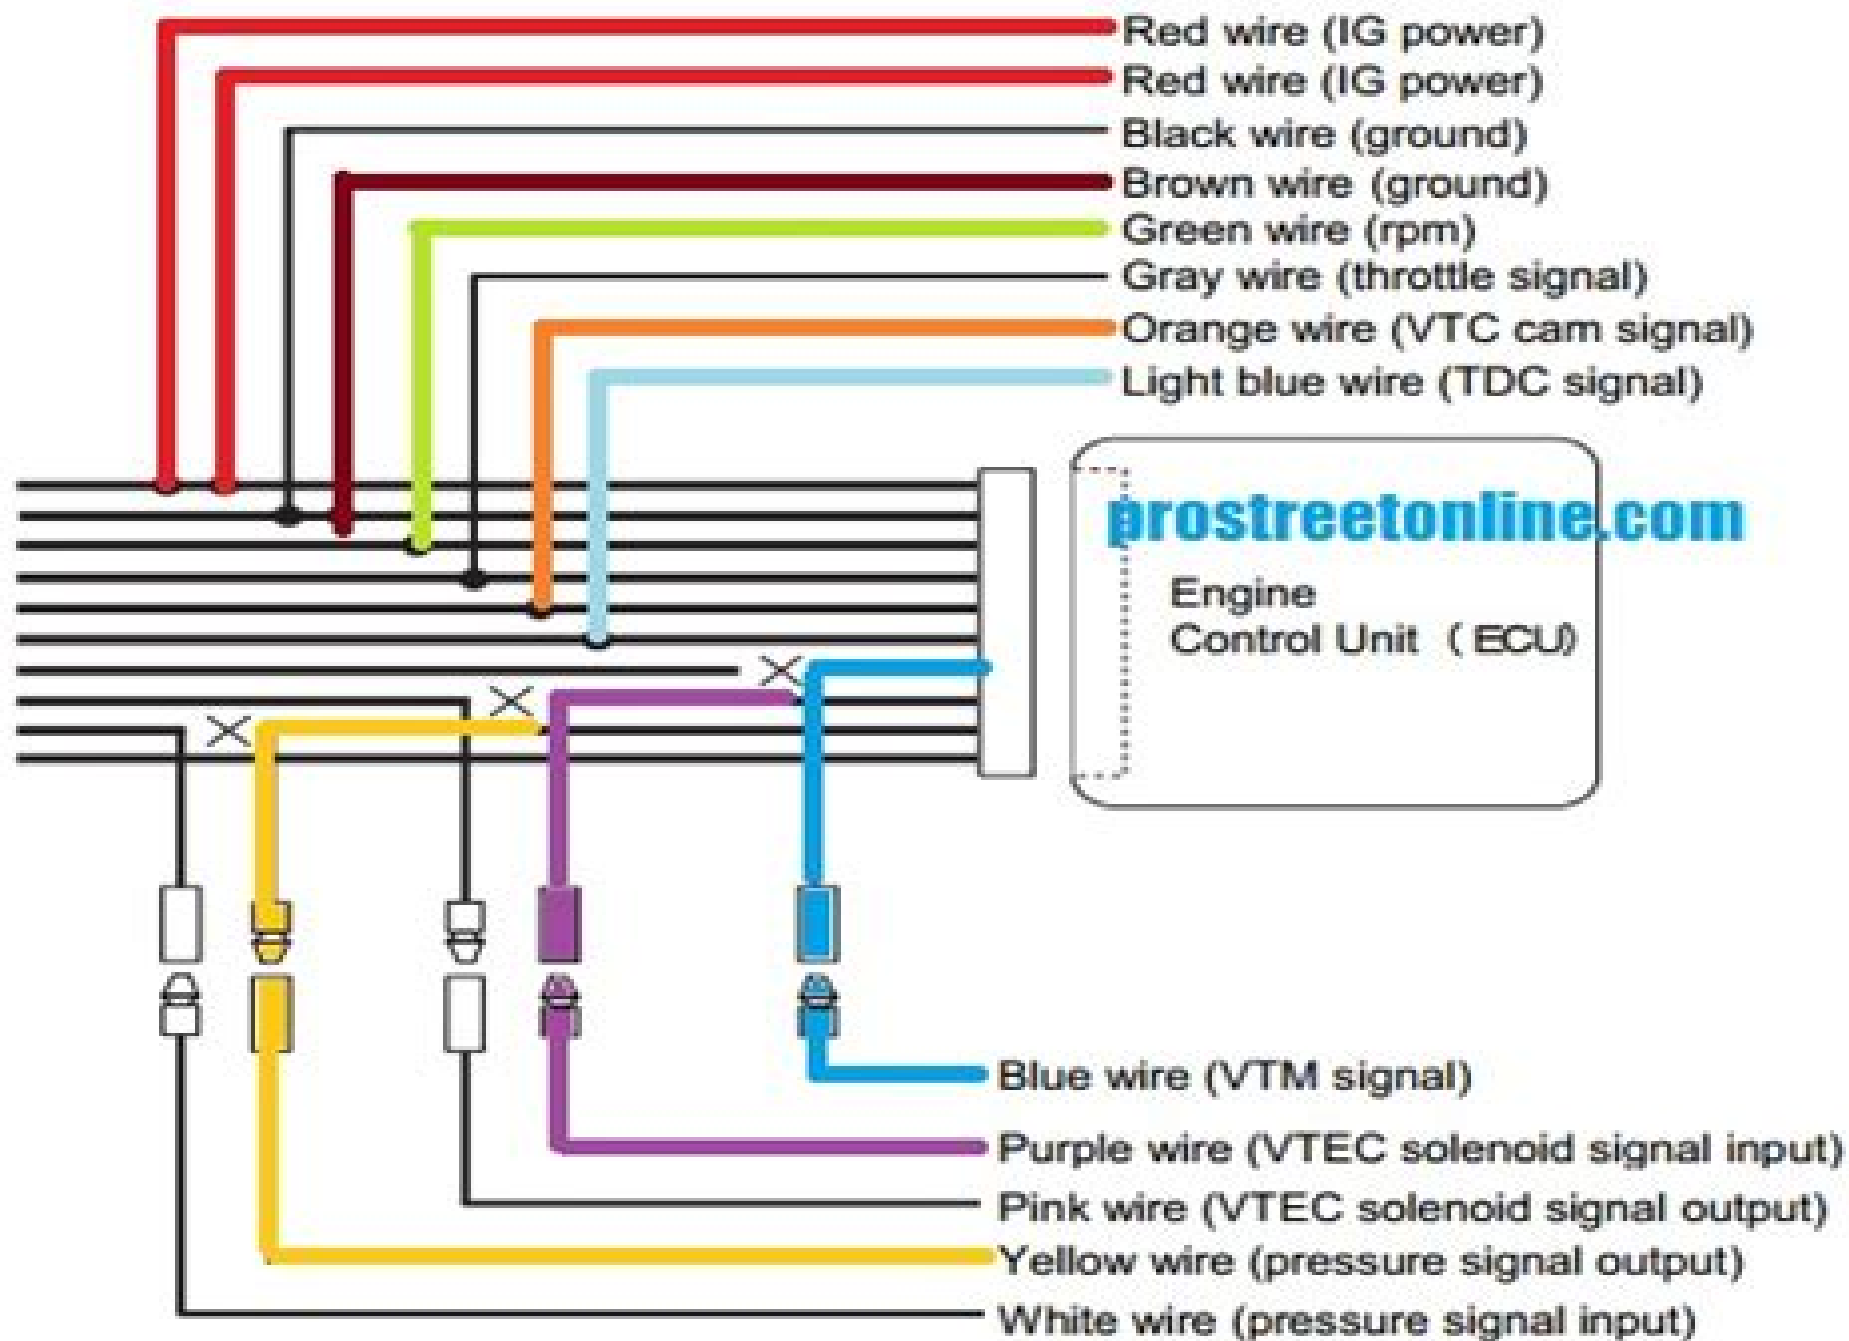 Red wire (IG power)
Red wire (IG power)
Black wire (ground)
Brown wire (ground)
Green wire (rpm)
Gray wire (throttle signal)
Orange wire (VTC cam signal)
Light blue wire (TDC signal)
prostreetonline.com
Engine
Control Unit (ECU)
Blue wire (VTM signal)
Purple wire (VTEC solenoid signal input)
Pink wire (VTEC solenoid signal output)
Yellow wire (pressure signal output)
White wire (pressure signal input)